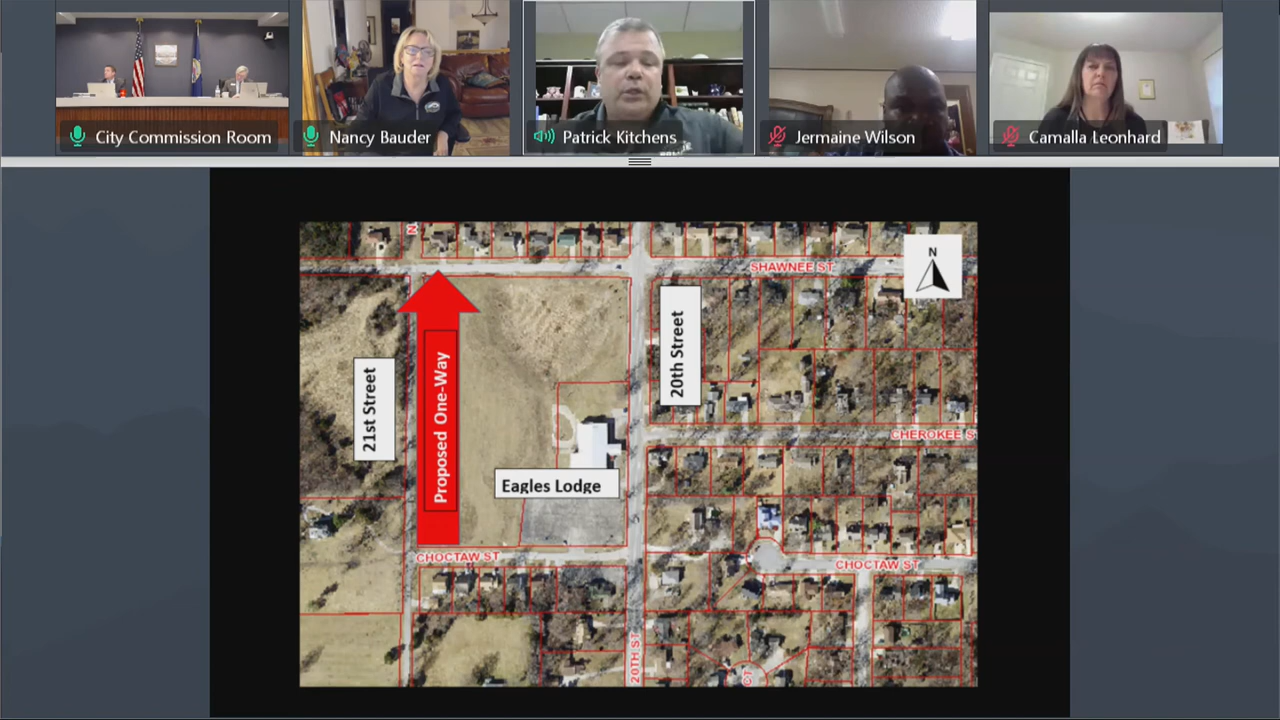 City Commission Room
Nancy Bauder
Patrick Kitchens
Jermaine Wilson
Camalla Leonhard
N
N
SHAWNEE ST
21st Street
Proposed One-Way
20th Street
CHEROKEE S
Eagles Lodge
CHOCTAW ST
CHOCTAW ST
20TH ST
CT